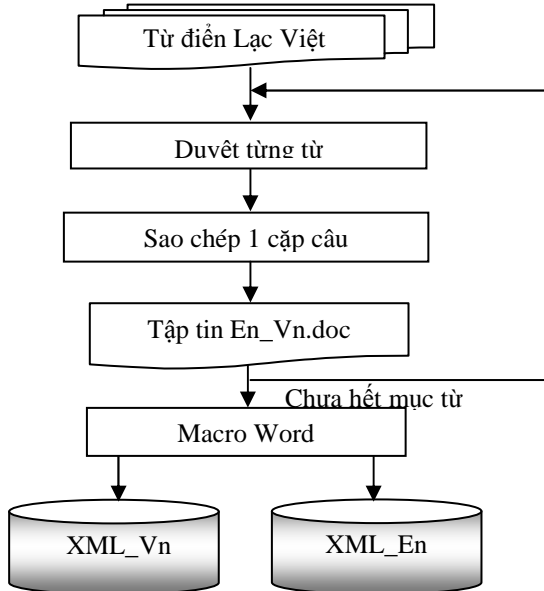 Từ điển Lạc Việt
Duyệt từng từ
Sao chép 1 cặp câu
Tập tin En_Vn.doc
Chưa hết mục từ
Macro Word
XML_Vn
XML_En